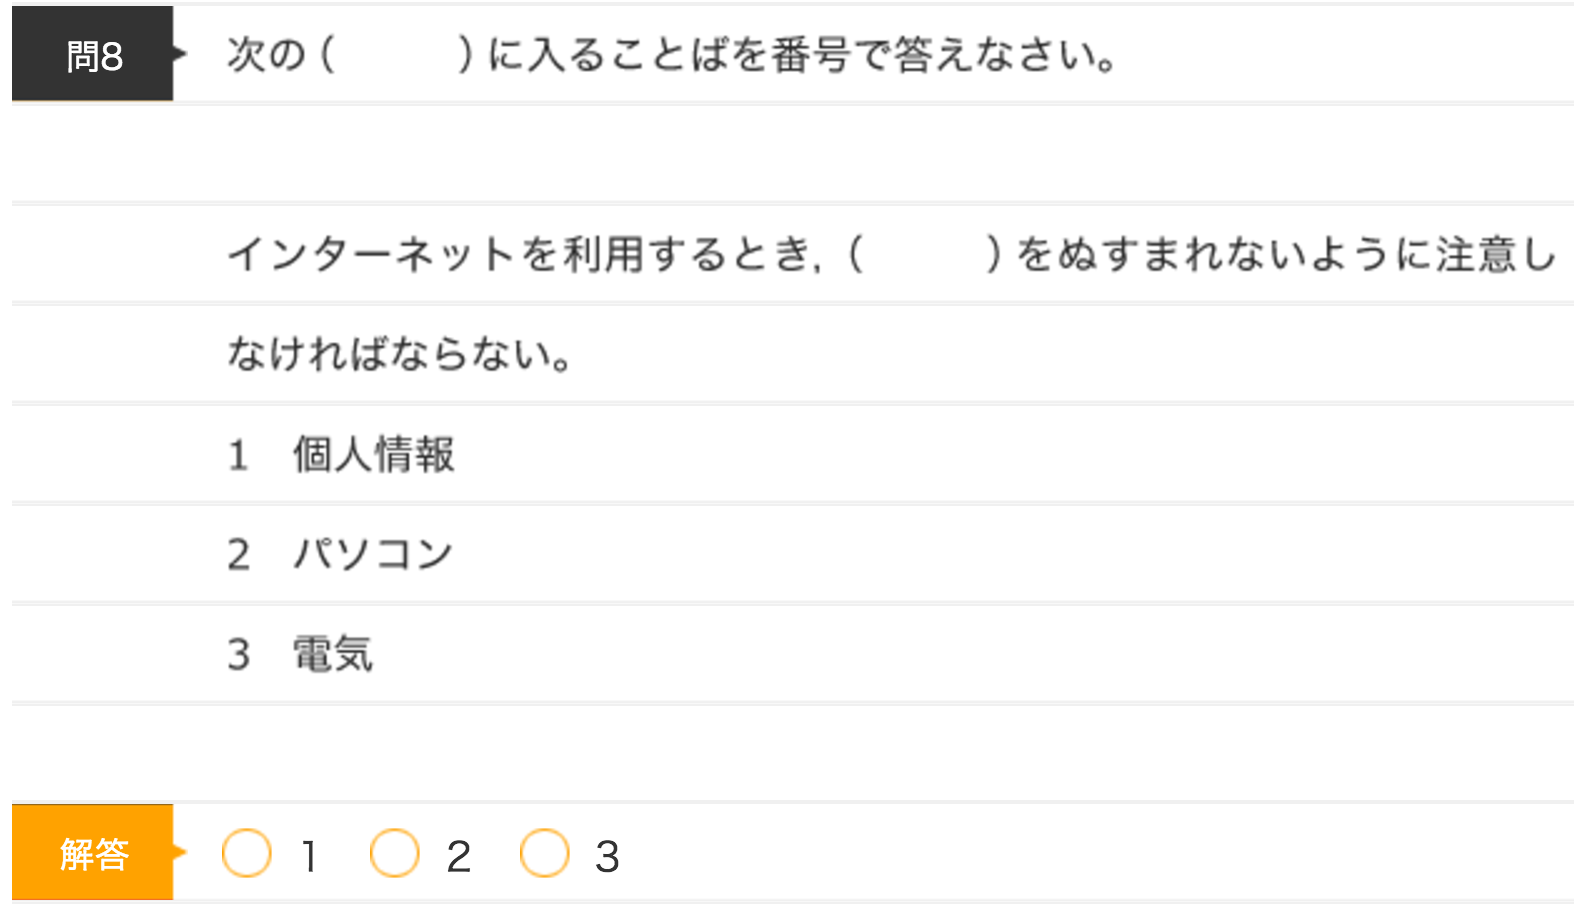 問8 次の（　　　）に入ることばを番号で答えなさい。
インターネットを利用するとき,（　　　）をぬすまれないように注意し
なければならない。
1　個人情報
2　パソコン
3　電気
解答 1 2 3